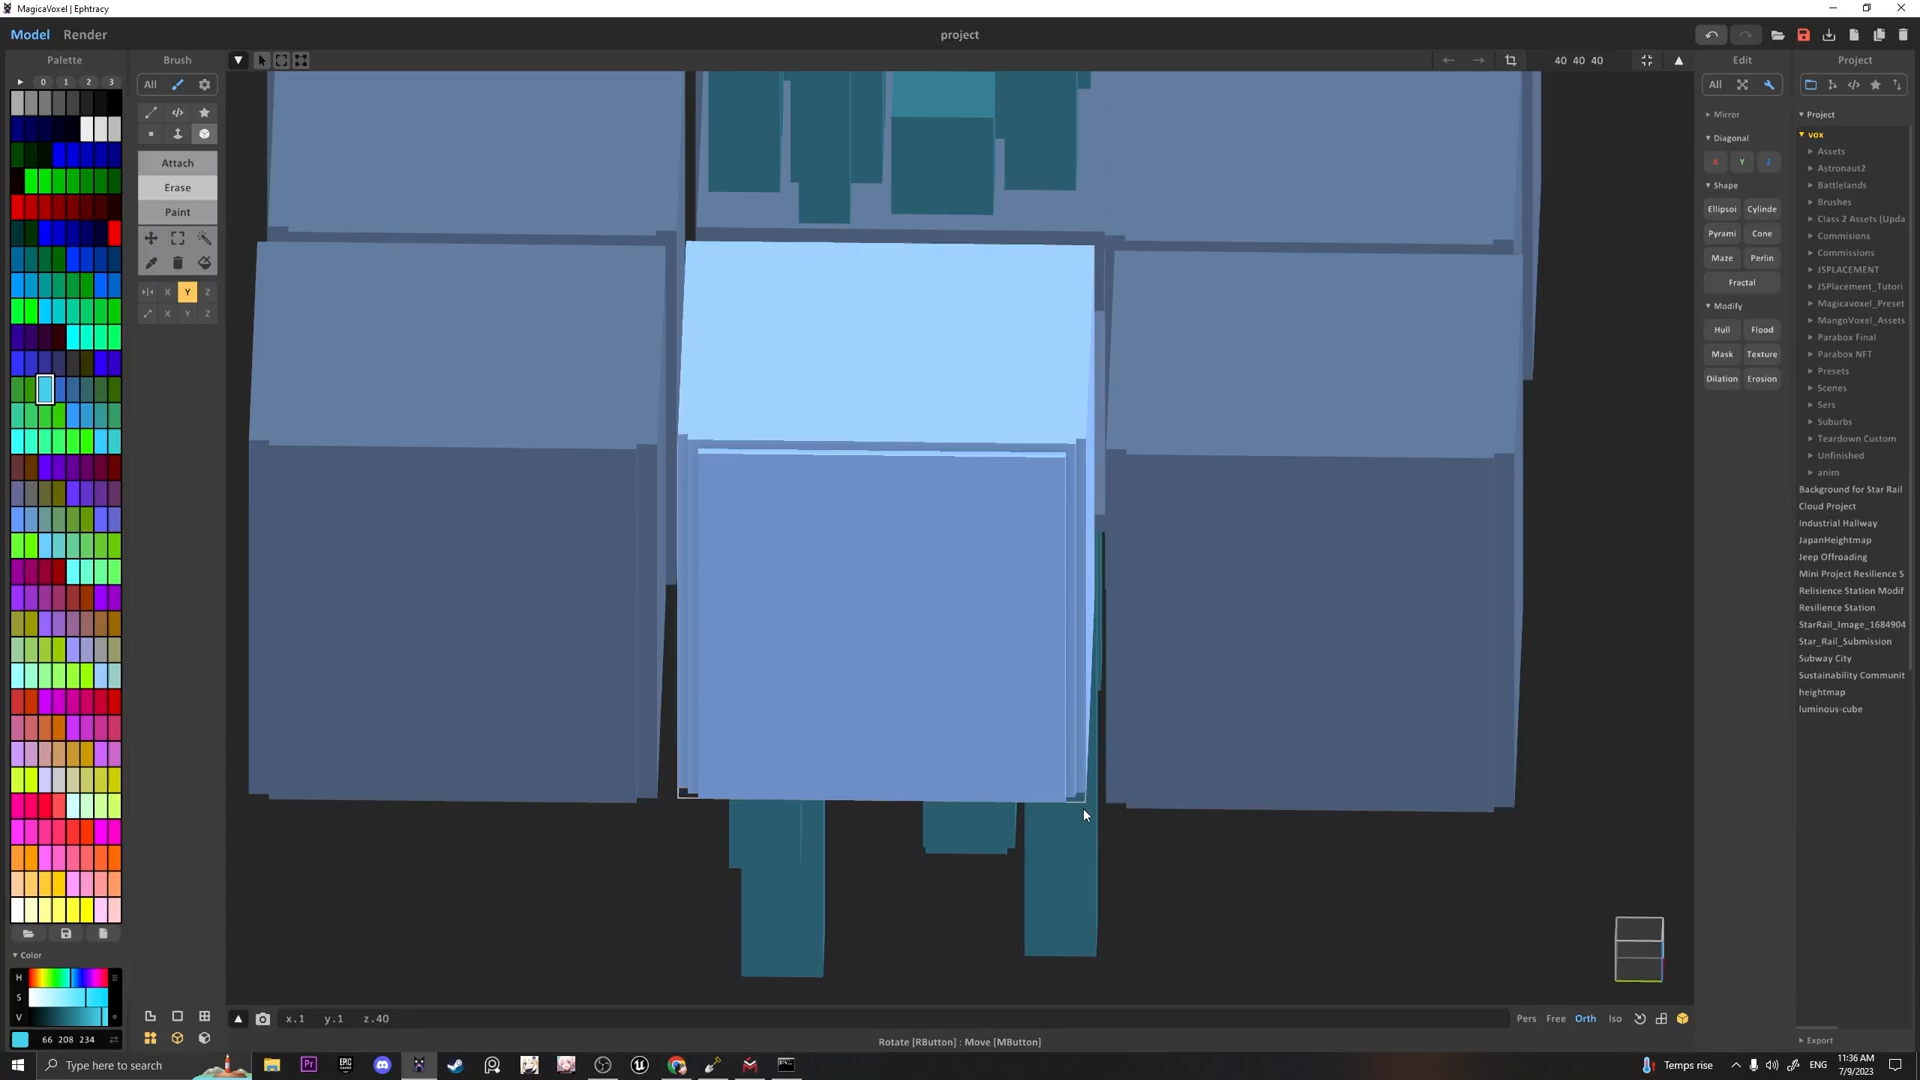 MagicaVoxel | Ephtracy
Model Render
project
Palette
Brush
40 40 40
Edit
Project
0 1 2 3
All
All
Mirror
Project
Diagonal
vox
X Y Z
Assets
Astronaut2
Shape
Battlelands
Ellipsoi Cylinde
Brushes
Class 2 Assets [Upda
Pyrami Cone
Commisions
Commissions
Maze Perlin
JSPLACEMENT
Fractal
JSPlacement_Tutori
Modify
Magicavoxel_Preset
MangoVoxel_Assets
Hull Flood
Parabox Final
Mask Texture
Parabox NFT
Presets
Dilation Erosion
Scenes
Sers
Suburbs
Teardown Custom
Unfinished
anim
Background for Star Rail
Cloud Project
Industrial Hallway
JapanHeightmap
Jeep Offroading
Mini Project Resilience S
Relisience Station Modif
Resilience Station
StarRail_Image_1684904
Star_Rail_Submission
Subway City
Sustainability Communit
heightmap
luminous-cube
Attach
Erase
Paint
X Y Z
X Y Z
Color
H
S
V
66 208 234
x.1 y.1 z.40
Pers Free Orth Iso
Rotate [RButton] : Move [MButton]
Export
Type here to search
Temps rise
ENG
11:36 AM
7/9/2023